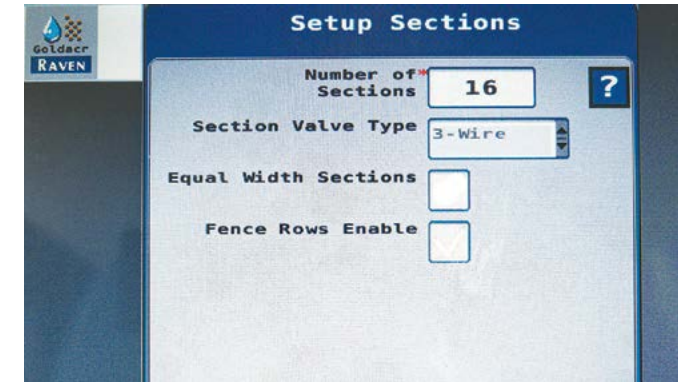 Setup Sections
Goldacr
RAVEN
Number of*
Sections
16
?
Section Valve Type
3-Wire
Equal Width Sections
Fence Rows Enable